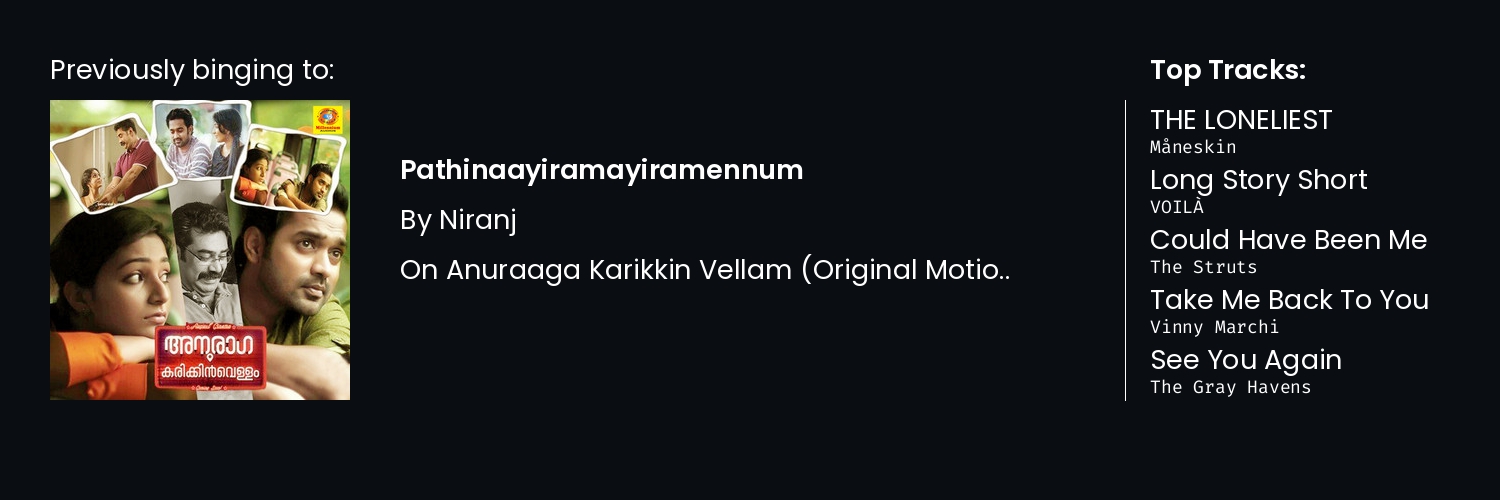 Previously binging to:
Millennium
അനുരാഗ
കരിക്കിൻവെള്ളം
Pathinaayiramayiramennum
By Niranj
On Anuraaga Karikkin Vellam (Original Motio..
Top Tracks:
THE LONELIEST
Måneskin
Long Story Short
VOILÀ
Could Have Been Me
The Struts
Take Me Back To You
Vinny Marchi
See You Again
The Gray Havens